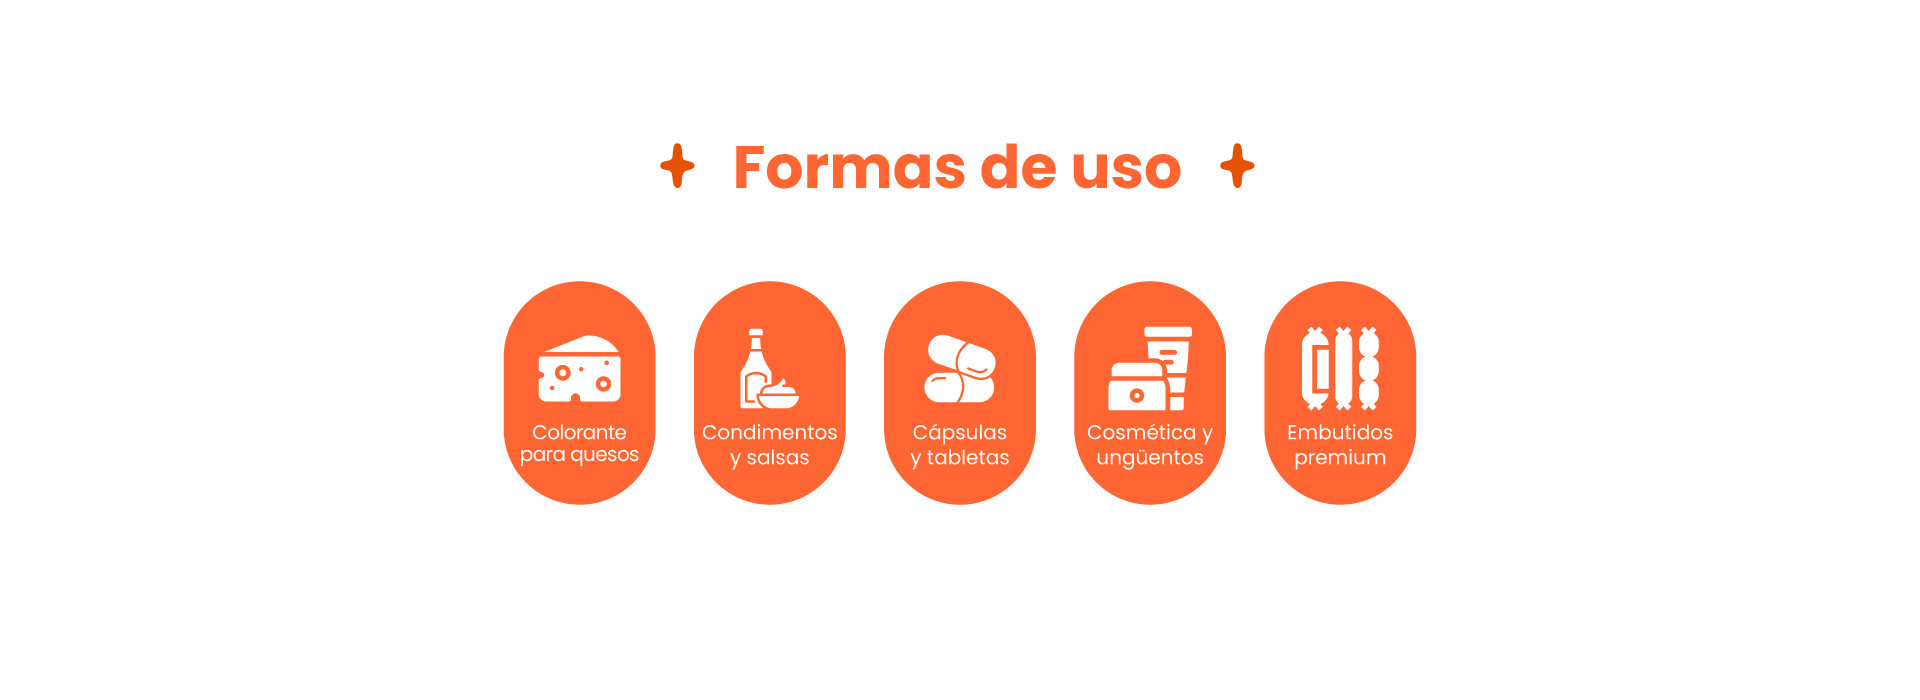 Formas de uso
Colorante
para quesos
Condimentos
y salsas
Cápsulas
y tabletas
Cosmética y
ungüentos
Embutidos
premium